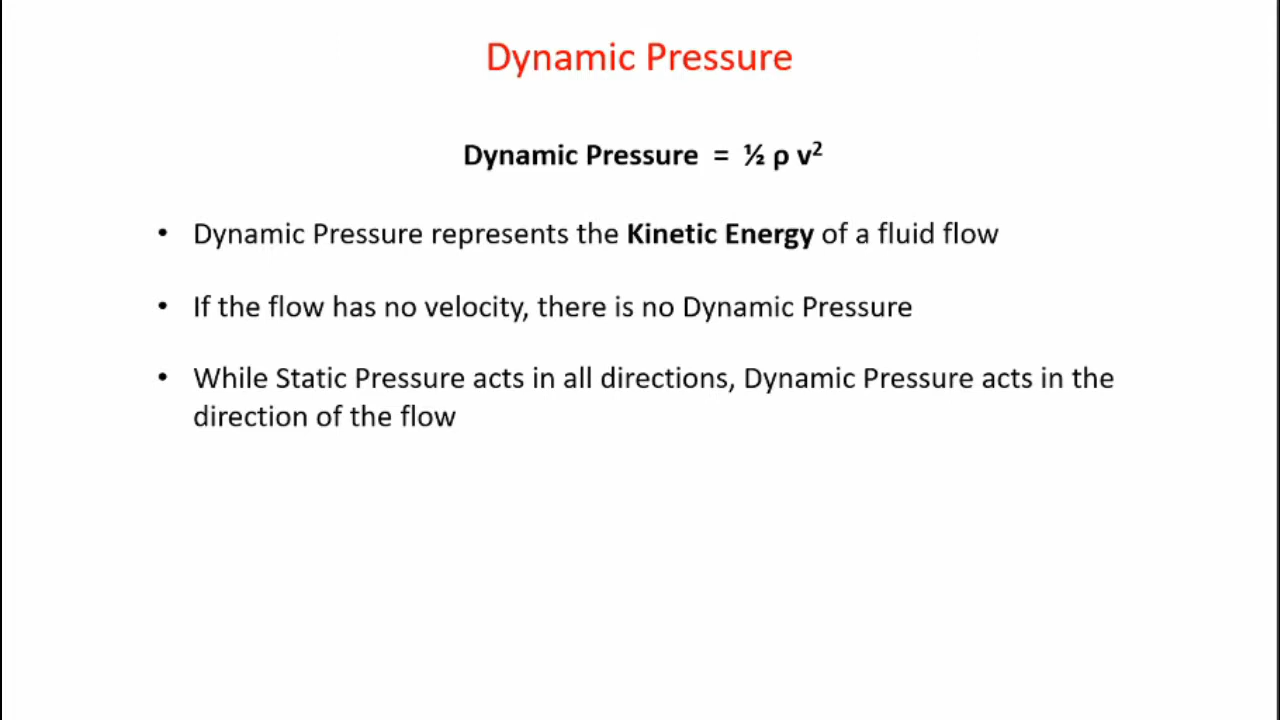 Dynamic Pressure
Dynamic Pressure = ½ ρ v²
• Dynamic Pressure represents the Kinetic Energy of a fluid flow
• If the flow has no velocity, there is no Dynamic Pressure
• While Static Pressure acts in all directions, Dynamic Pressure acts in the
direction of the flow